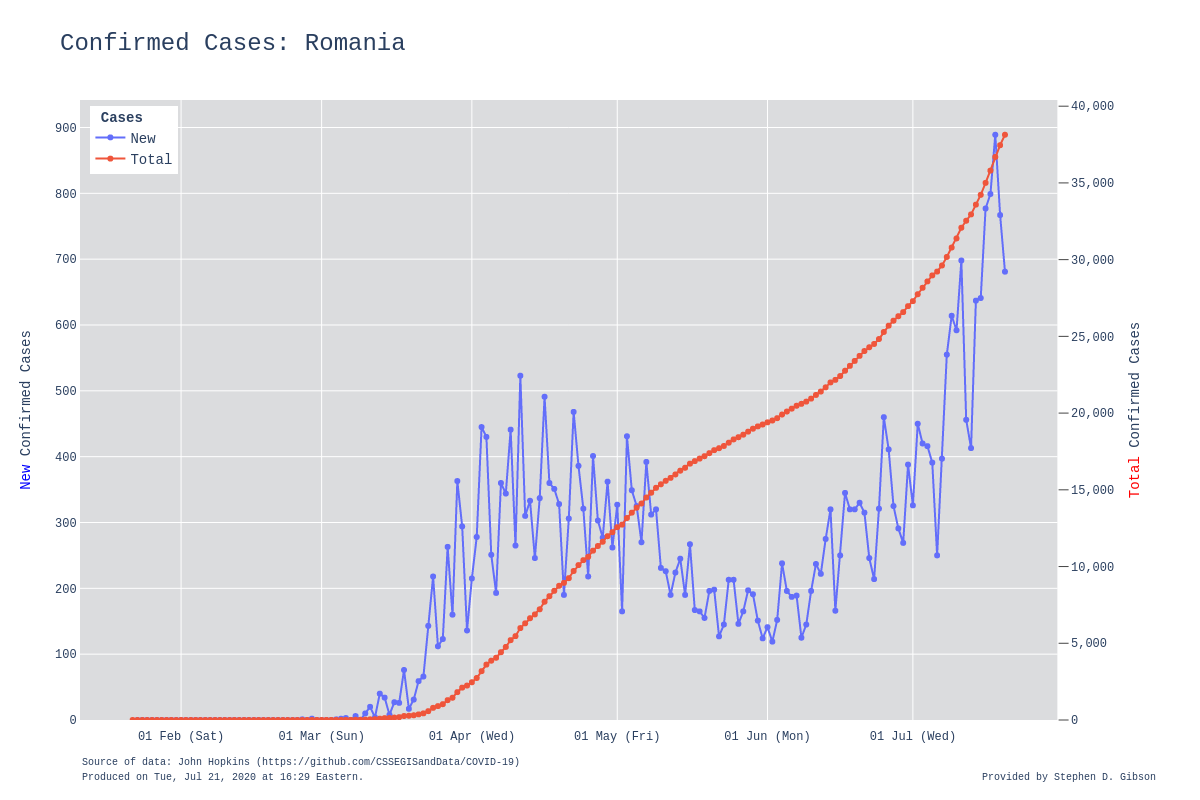 Confirmed Cases: Romania
Cases
New
Total
900
800
700
600
500
400
300
200
100
0
40,000
35,000
30,000
25,000
20,000
15,000
10,000
5,000
0
New Confirmed Cases
Total Confirmed Cases
01 Feb (Sat)
01 Mar (Sun)
01 Apr (Wed)
01 May (Fri)
01 Jun (Mon)
01 Jul (Wed)
Source of data: John Hopkins (https://github.com/CSSEGISandData/COVID-19)
Produced on Tue, Jul 21, 2020 at 16:29 Eastern.
Provided by Stephen D. Gibson